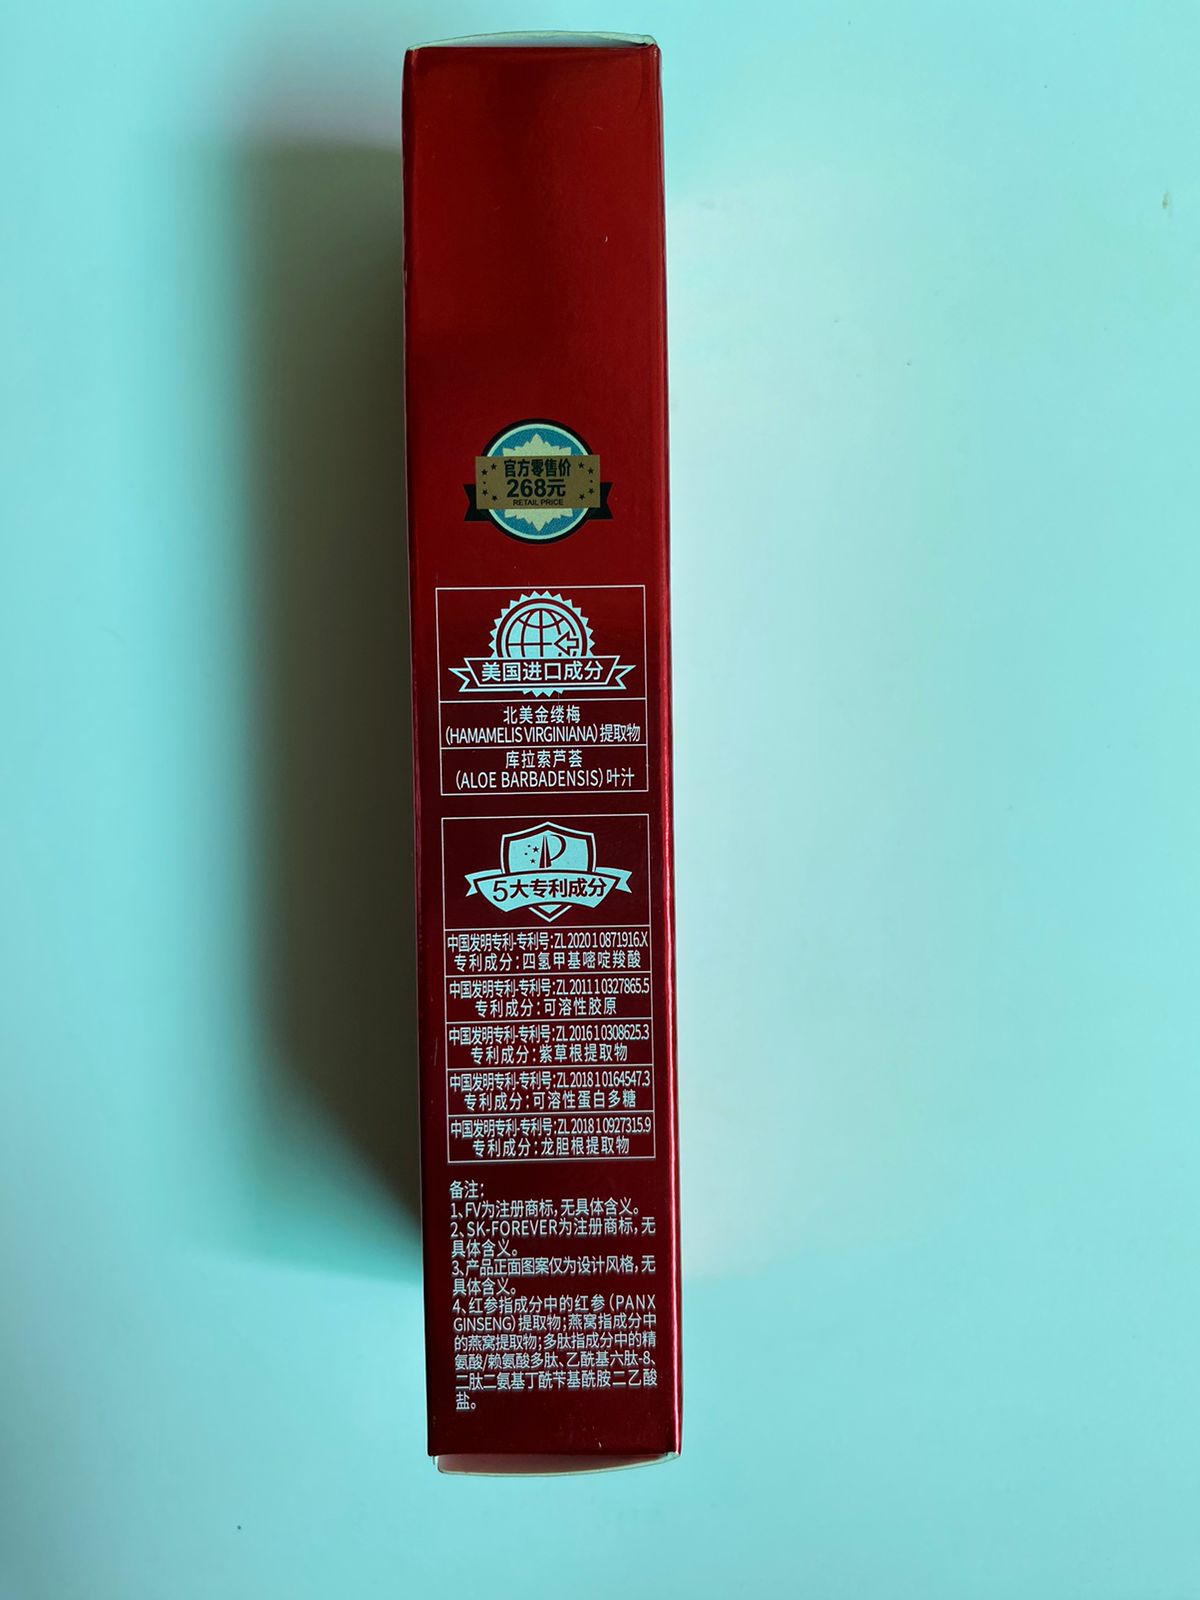 官方零售价
268元
RETAIL PRICE
美国进口成分
北美金缕梅
(HAMAMELIS VIRGINIANA)提取物
库拉索芦荟
(ALOE BARBADENSIS)叶汁
5大专利成分
中国发明专利-专利号:ZL 2020 1 0871916.X
专利成分:四氢甲基嘧啶羧酸
中国发明专利-专利号:ZL 2011 1 0327865.5
专利成分:可溶性胶原
中国发明专利-专利号:ZL 2016 1 0308625.3
专利成分:紫草根提取物
中国发明专利-专利号:ZL 2018 1 0164547.3
专利成分:可溶性蛋白多糖
中国发明专利-专利号:ZL 2018 1 0927315.9
专利成分:龙胆根提取物
备注:
1、FV为注册商标,无具体含义。
2、SK-FOREVER为注册商标,无
具体含义。
3、产品正面图案仅为设计风格,无
具体含义。
4、红参指成分中的红参(PANX
GINSENG)提取物;燕窝指成分中
的燕窝提取物;多肽指成分中的精
氨酸/赖氨酸多肽、乙酰基六肽-8、
二肽二氨基丁酰苄基酰胺二乙酸
盐。